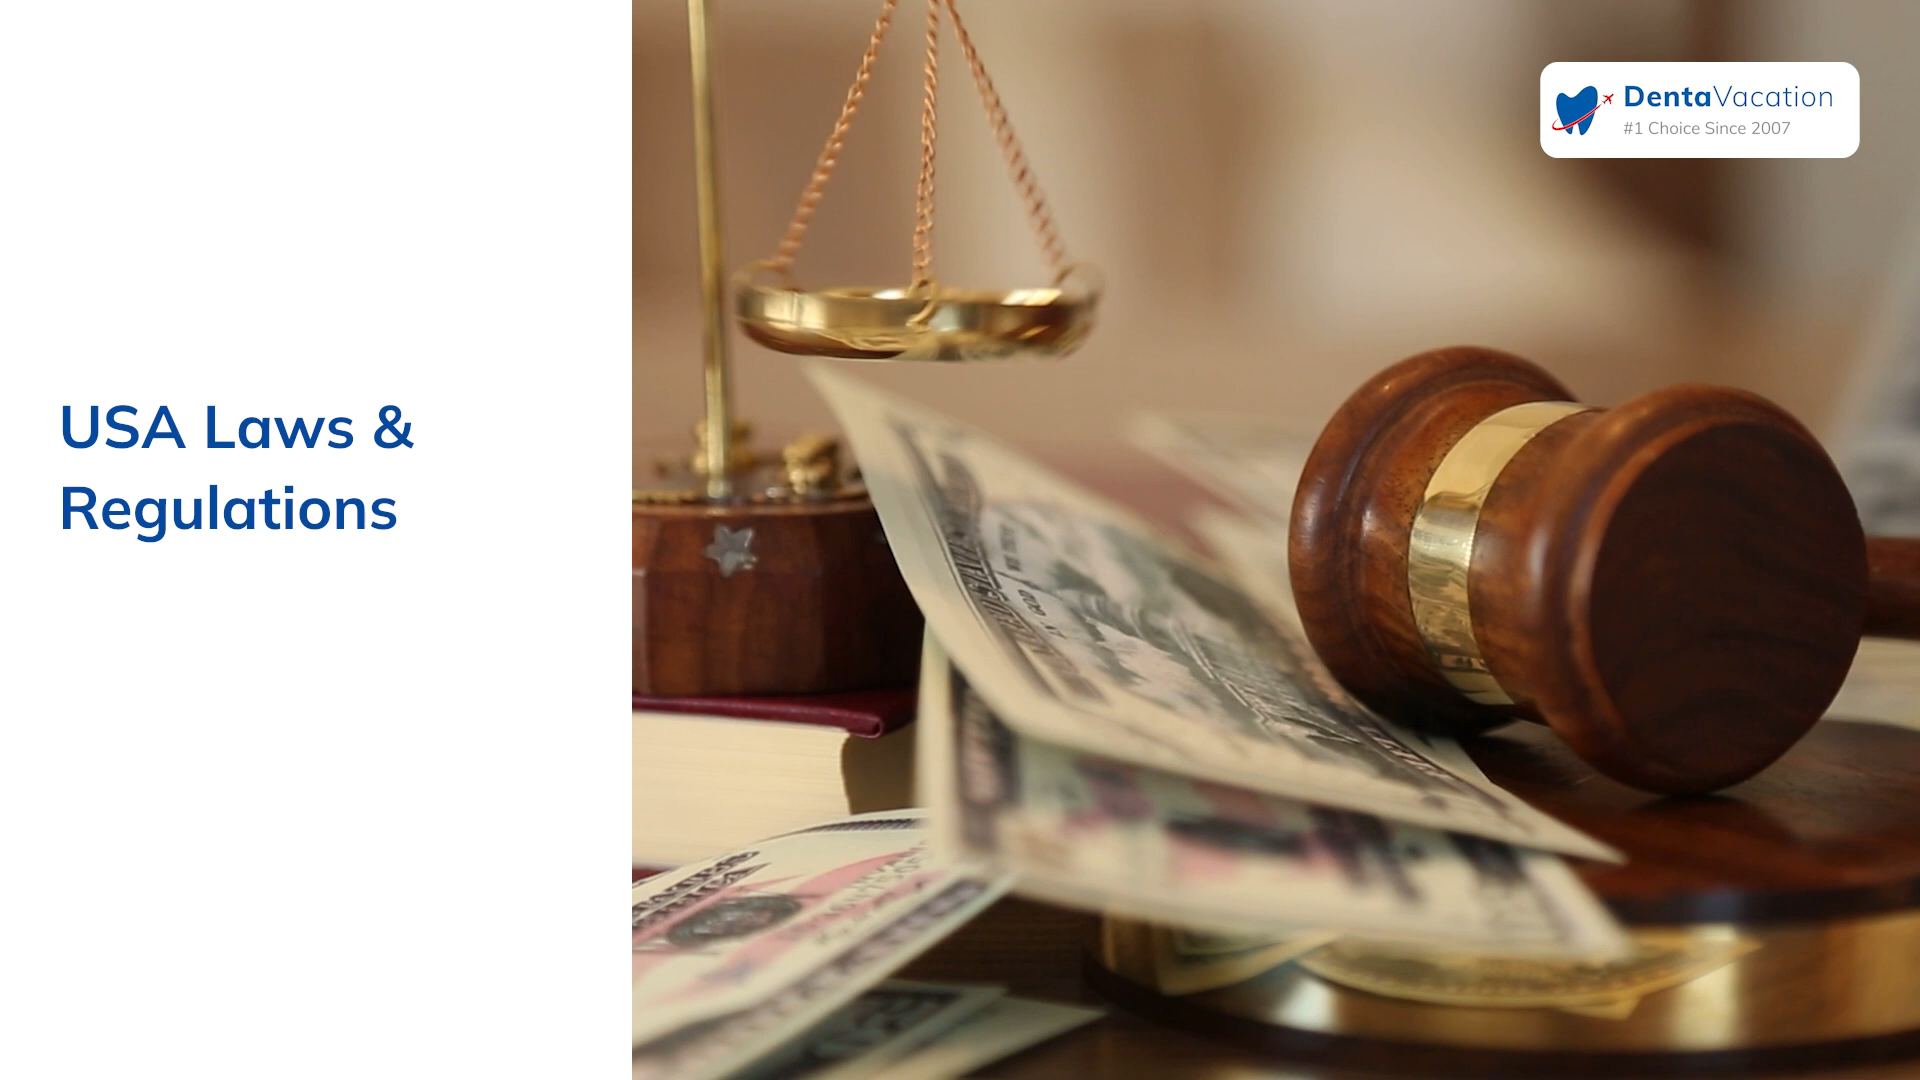 USA Laws &
Regulations
DentaVacation
#1 Choice Since 2007